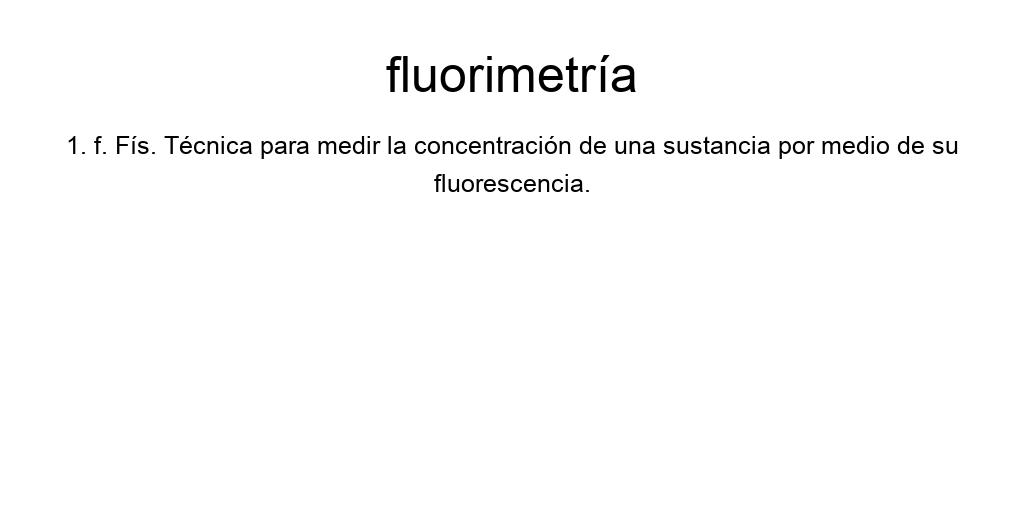 fluorimetría
1. f. Fís. Técnica para medir la concentración de una sustancia por medio de su
fluorescencia.